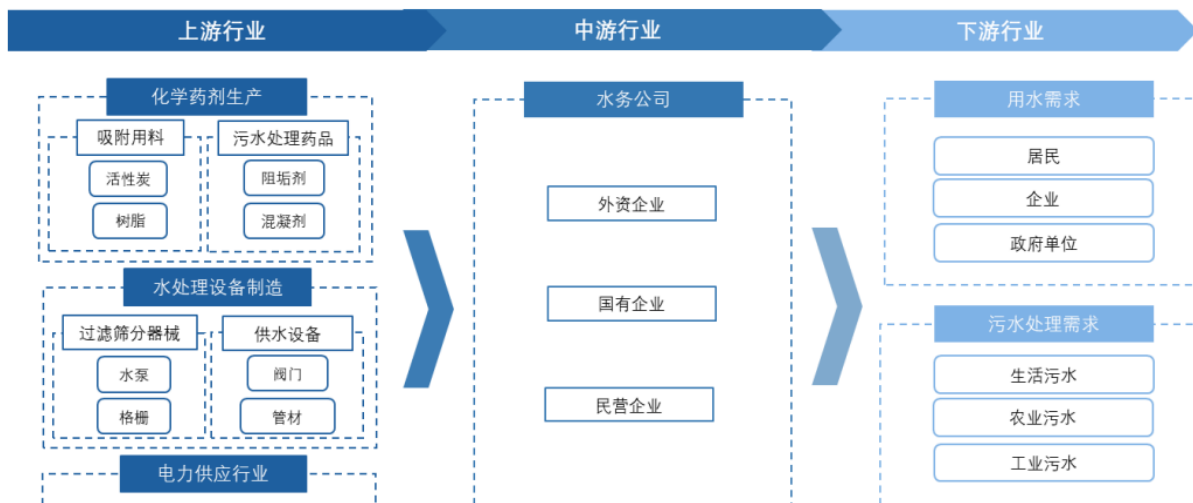 上游行业
中游行业
下游行业
化学药剂生产
吸附用料
污水处理药品
活性炭
阻垢剂
树脂
混凝剂
水处理设备制造
过滤筛分器械
供水设备
水泵
阀门
格栅
管材
电力供应行业
水务公司
外资企业
国有企业
民营企业
用水需求
居民
企业
政府单位
污水处理需求
生活污水
农业污水
工业污水